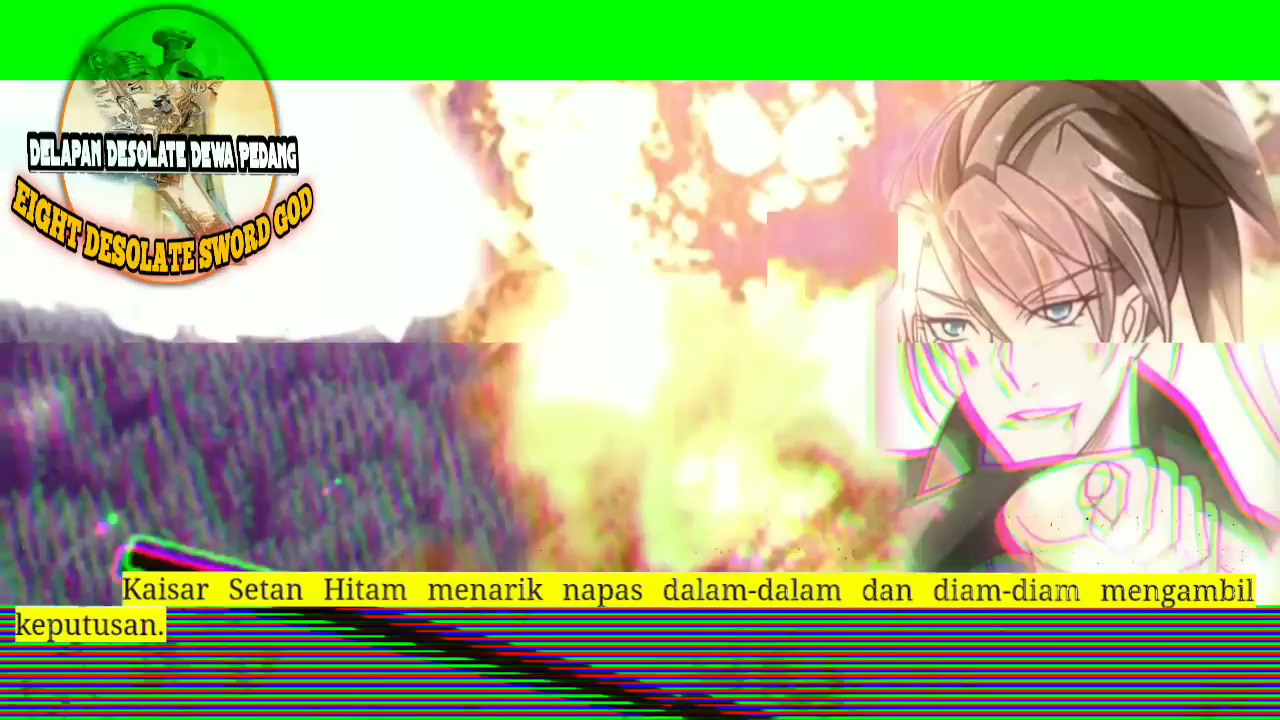 DELAPAN DESOLATE DEWA PEDANG
EIGHT DESOLATE SWORD GOD
Kaisar Setan Hitam menarik napas dalam-dalam dan diam-diam mengambil
keputusan.